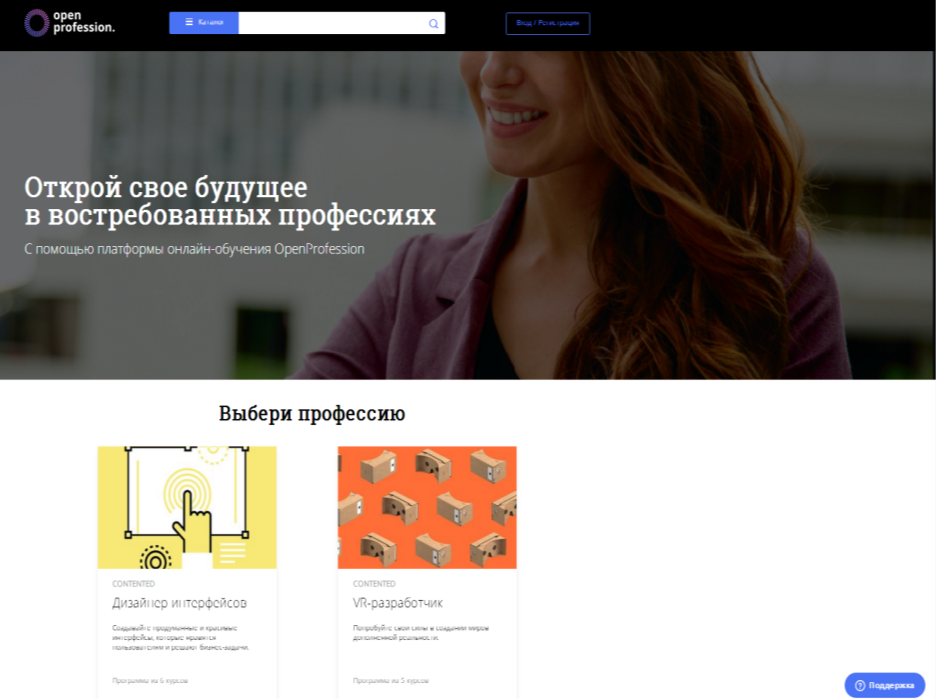 open
profession.
Каталог
Вход / Регистрация
Открой свое будущее
в востребованных профессиях
С помощью платформы онлайн-обучения OpenProfession
Выбери профессию
CONTENTED
Дизайнер интерфейсов
Создавайте продуманные и красивые
интерфейсы, которые нравятся
пользователям и решают бизнес-задачи.
Программа из 6 курсов
CONTENTED
VR-разработчик
Попробуйте свои силы в создании миров
дополненной реальности.
Программа из 5 курсов
Поддержка